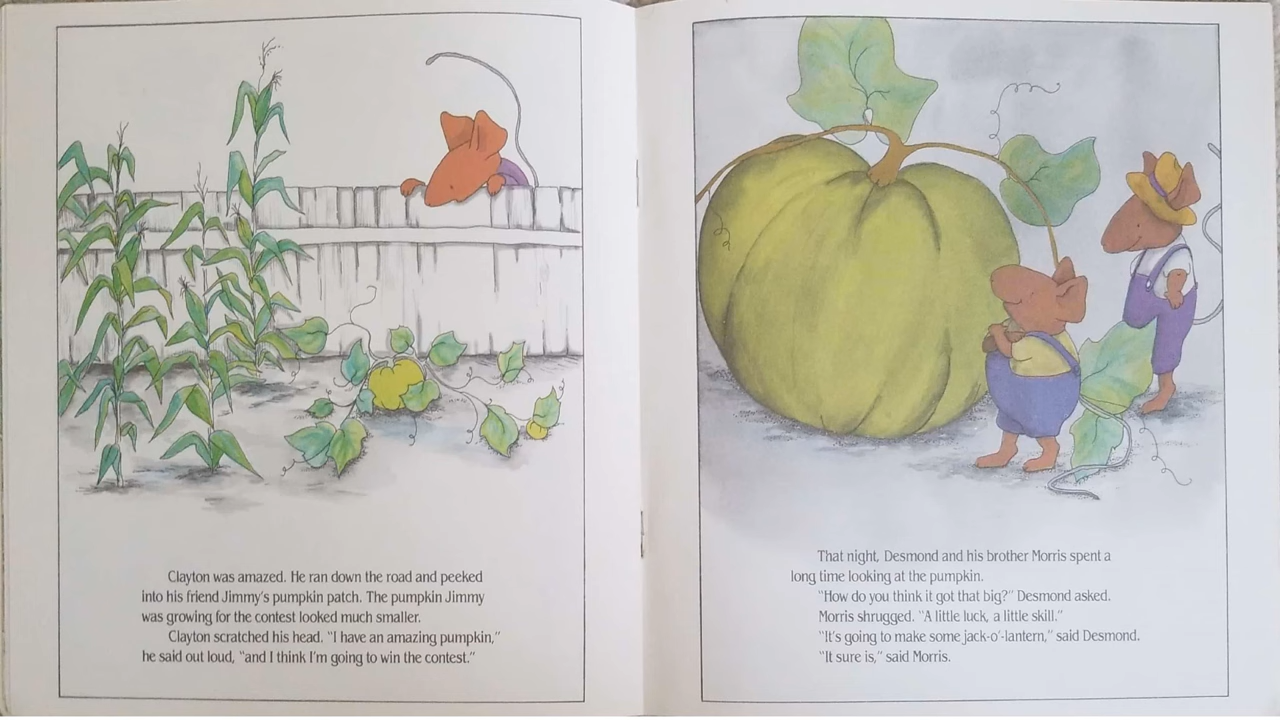 Clayton was amazed. He ran down the road and peeked
into his friend Jimmy's pumpkin patch. The pumpkin Jimmy
was growing for the contest looked much smaller.
Clayton scratched his head. "I have an amazing pumpkin,"
he said out loud, "and I think I'm going to win the contest."
That night, Desmond and his brother Morris spent a
long time looking at the pumpkin.
"How do you think it got that big?" Desmond asked.
Morris shrugged. "A little luck, a little skill."
"It's going to make some jack-o'-lantern," said Desmond.
"It sure is," said Morris.